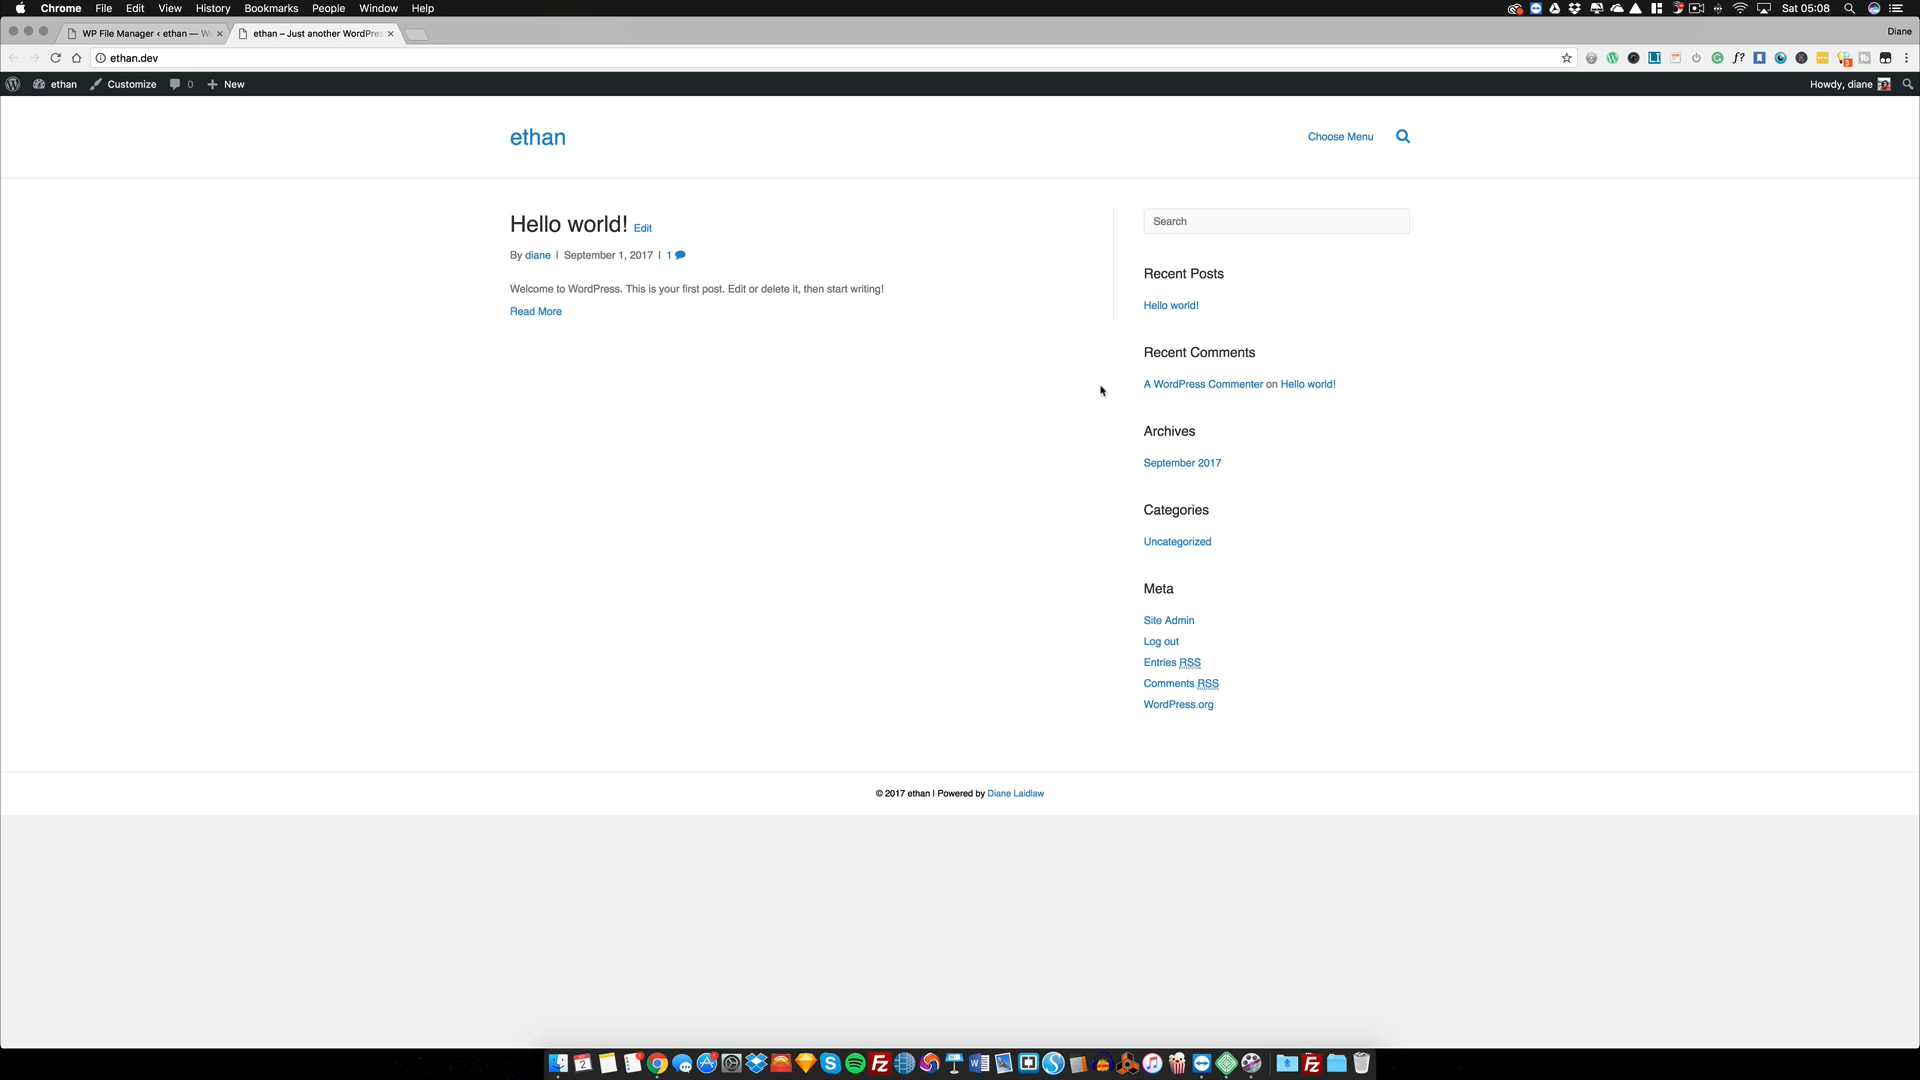 Chrome File Edit View History Bookmarks People Window Help Sat 05:08
WP File Manager ‹ ethan — W ethan – Just another WordPre Diane
ethan.dev
ethan Customize 0 New Howdy, diane
ethan Choose Menu
Hello world! Edit
By diane | September 1, 2017 | 1
Welcome to WordPress. This is your first post. Edit or delete it, then start writing!
Read More
Search
Recent Posts
Hello world!
Recent Comments
A WordPress Commenter on Hello world!
Archives
September 2017
Categories
Uncategorized
Meta
Site Admin
Log out
Entries RSS
Comments RSS
WordPress.org
© 2017 ethan | Powered by Diane Laidlaw